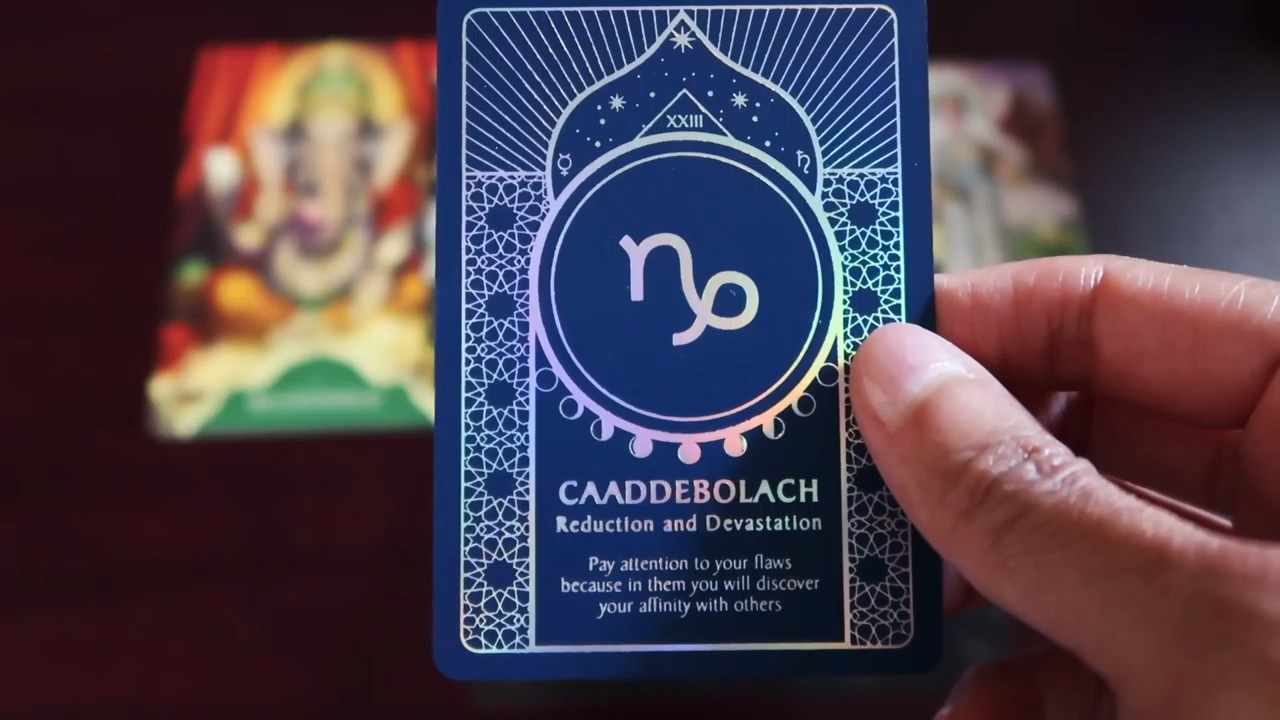 XXIII
CAADDEBOLACH
Reduction and Devastation
Pay attention to your flaws
because in them you will discover
your affinity with others